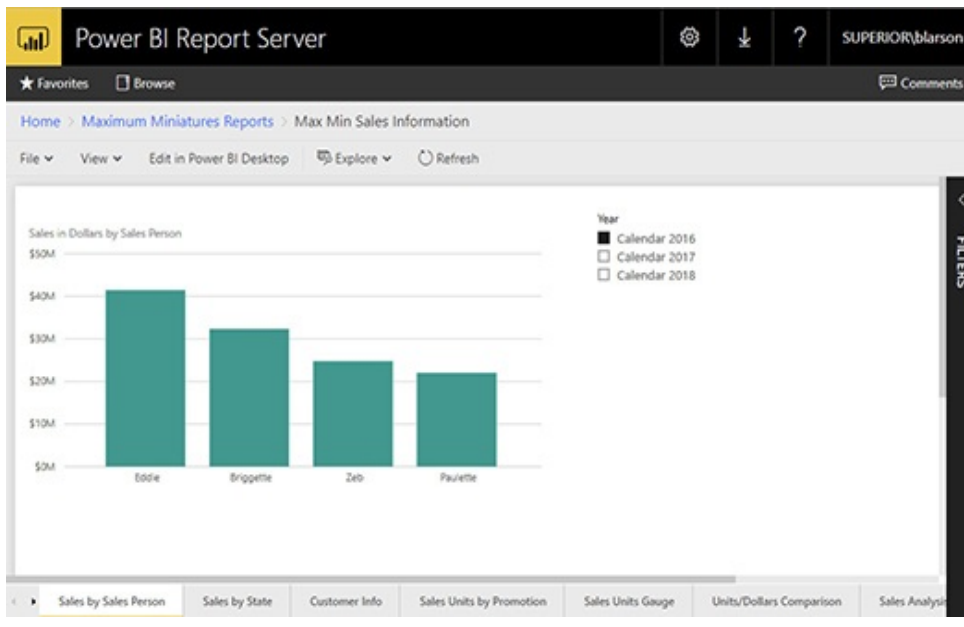 Power BI Report Server
?
SUPERIOR\blarson
Favorites Browse Comments
Home > Maximum Miniatures Reports > Max Min Sales Information
File View Edit in Power BI Desktop Explore Refresh
Sales in Dollars by Sales Person
$50M
$40M
$30M
$20M
$10M
$0M
Eddie Briggette Zeb Paulette
Year
Calendar 2016
Calendar 2017
Calendar 2018
FILTERS
Sales by Sales Person Sales by State Customer Info Sales Units by Promotion Sales Units Gauge Units/Dollars Comparison Sales Analysis